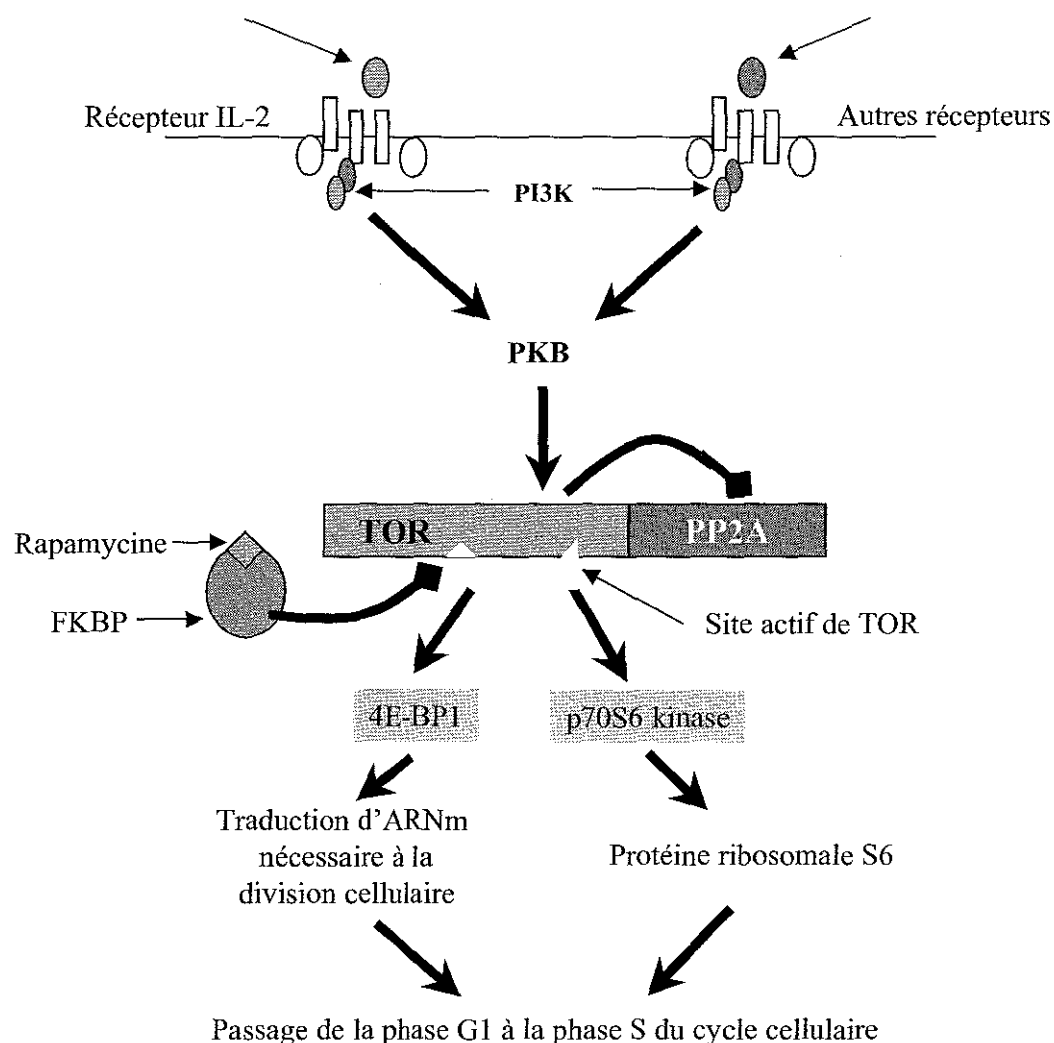 Récepteur IL-2
Autres récepteurs
PI3K
PKB
TOR
PP2A
Rapamycine
FKBP
Site actif de TOR
4E-BP1
p70S6 kinase
Traduction d'ARNm
nécessaire à la
division cellulaire
Protéine ribosomale S6
Passage de la phase G1 à la phase S du cycle cellulaire